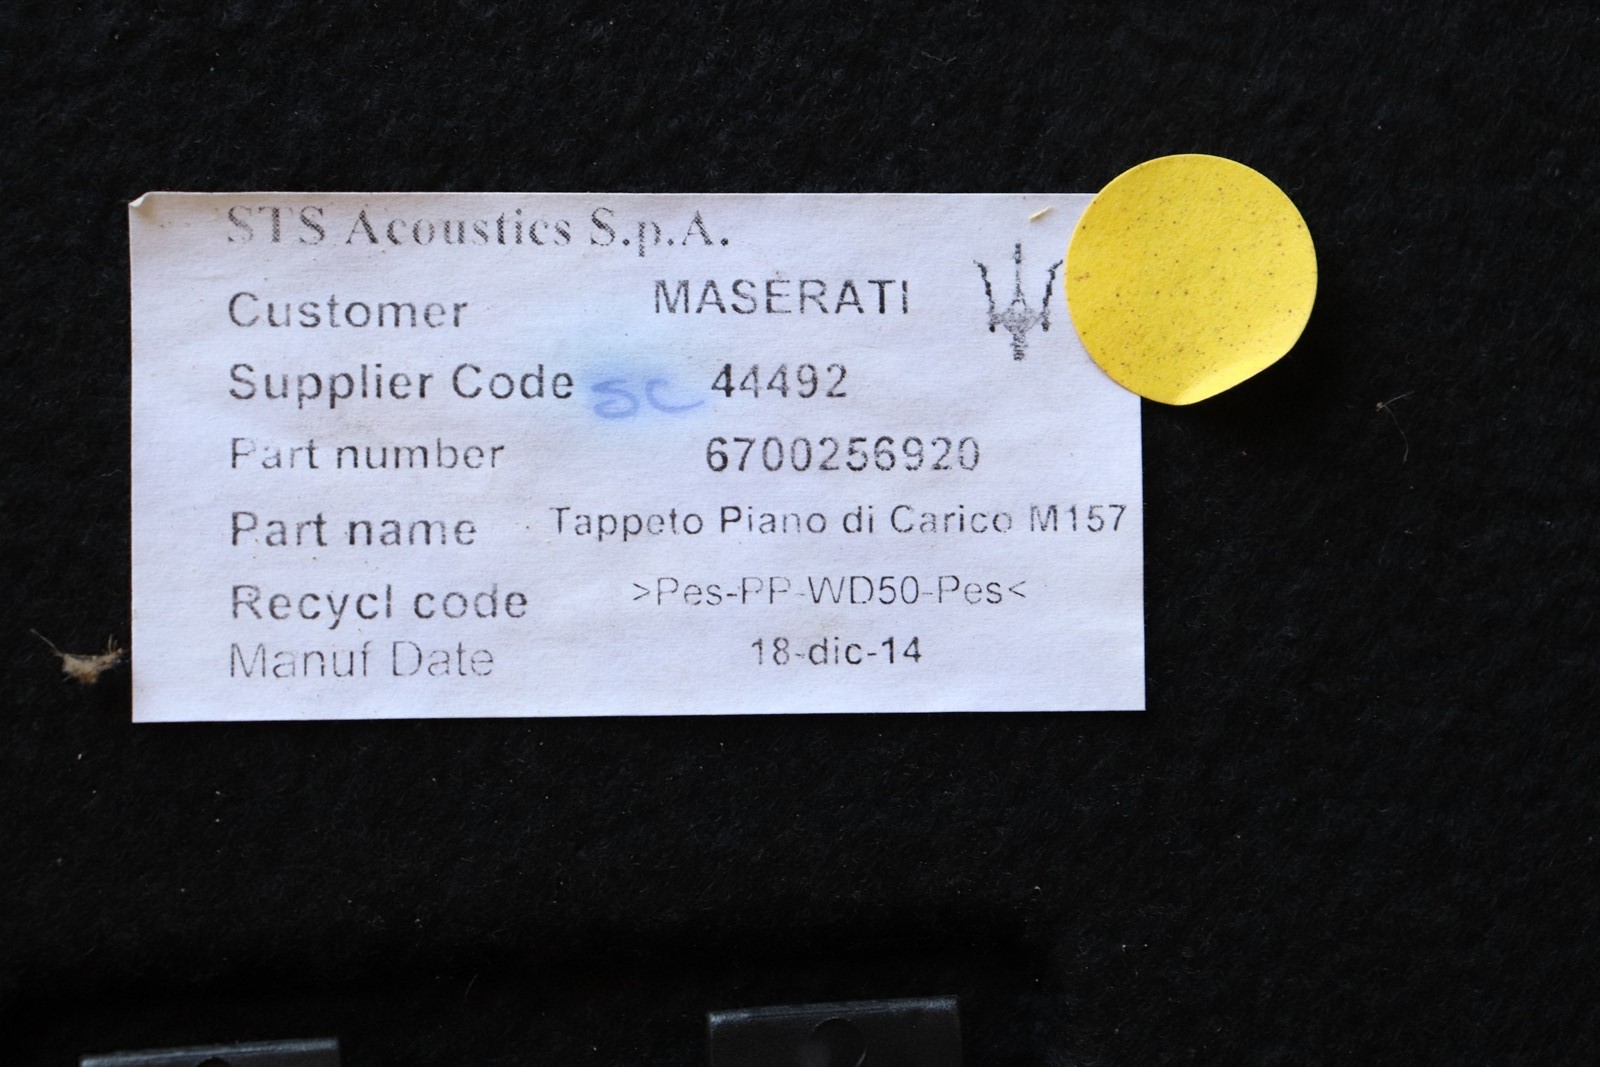 STS Acoustics S.p.A.
Customer MASERATI
Supplier Code SC 44492
Part number 6700256920
Part name Tappeto Piano di Carico M157
Recycl code >Pes-PP-WD50-Pes<
Manuf Date 18-dic-14